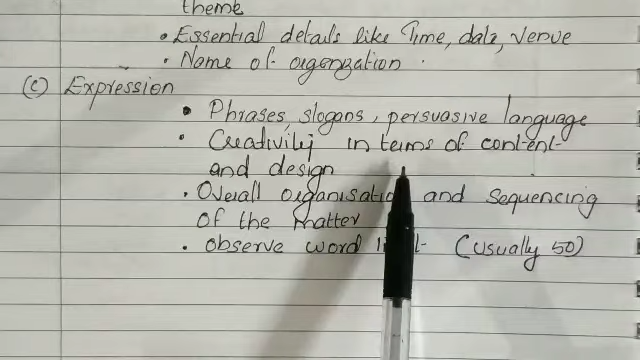 theme
• Essential details like Time, date, venue
• Name of organization.
(c) Expression
• Phrases, slogans, persuasive language
• Creativity in terms of content
and design
• Overall organisation and sequencing
of the matter
• observe word (usually 50)